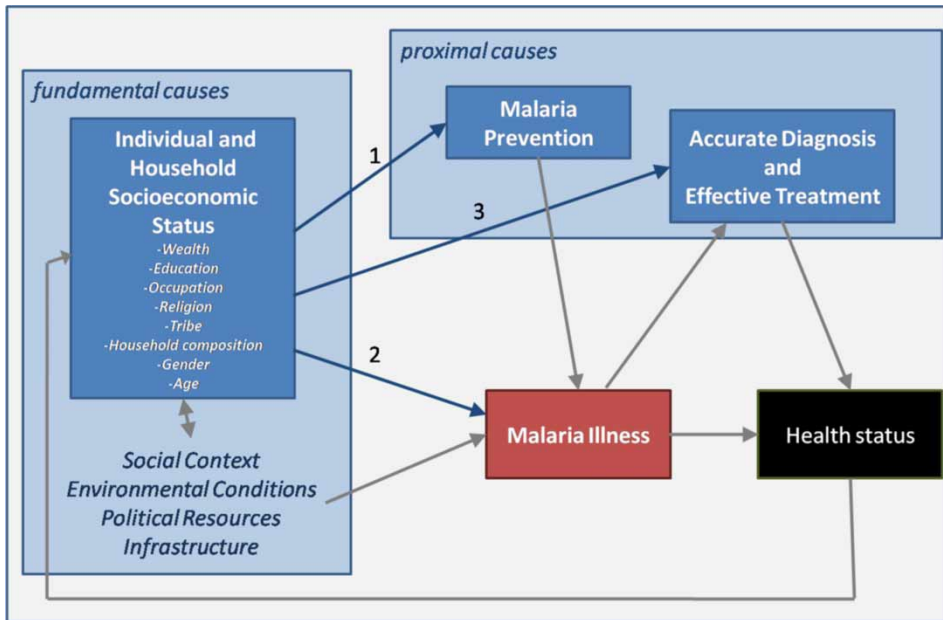 fundamental causes
Individual and
Household
Socioeconomic
Status
-Wealth
-Education
-Occupation
-Religion
-Tribe
-Household composition
-Gender
-Age
Social Context
Environmental Conditions
Political Resources
Infrastructure
proximal causes
Malaria
Prevention
Accurate Diagnosis
and
Effective Treatment
1
3
2
Malaria Illness
Health status